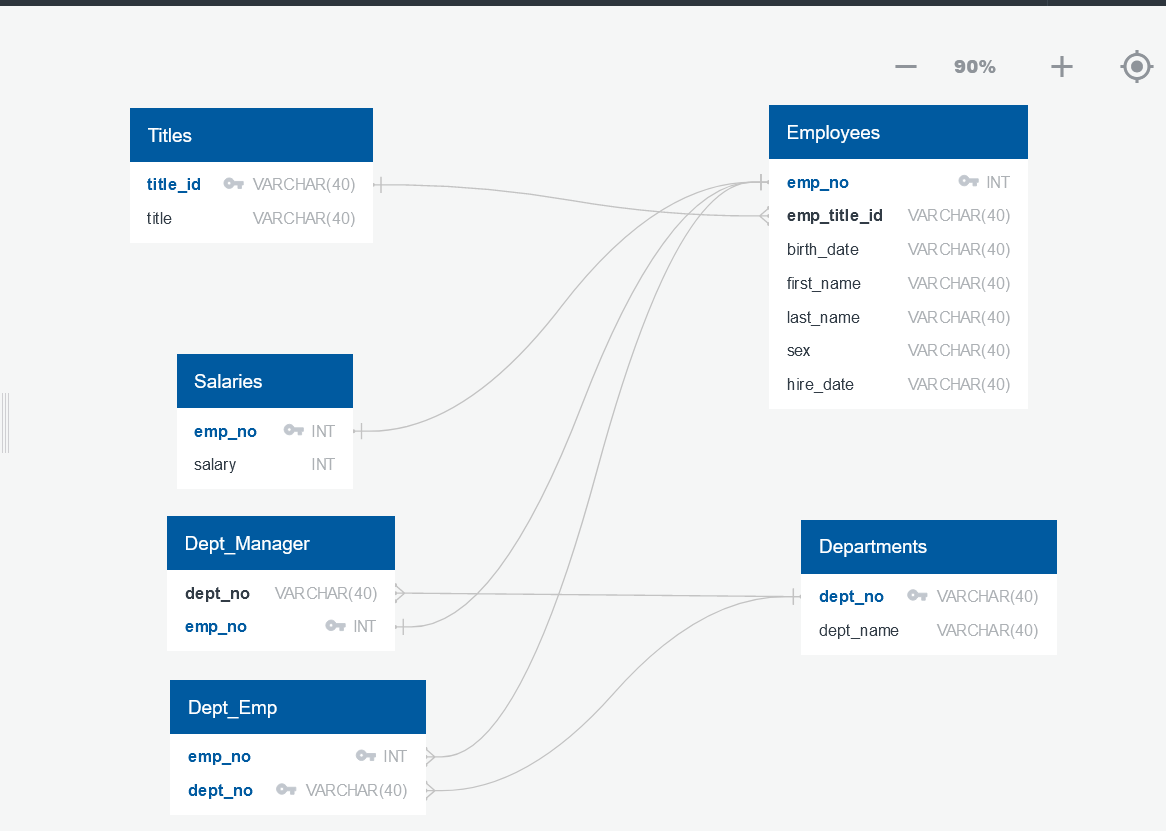 90%
Titles
title_id VARCHAR(40)
title VARCHAR(40)
Employees
emp_no INT
emp_title_id VARCHAR(40)
birth_date VARCHAR(40)
first_name VARCHAR(40)
last_name VARCHAR(40)
sex VARCHAR(40)
hire_date VARCHAR(40)
Salaries
emp_no INT
salary INT
Dept_Manager
dept_no VARCHAR(40)
emp_no INT
Departments
dept_no VARCHAR(40)
dept_name VARCHAR(40)
Dept_Emp
emp_no INT
dept_no VARCHAR(40)